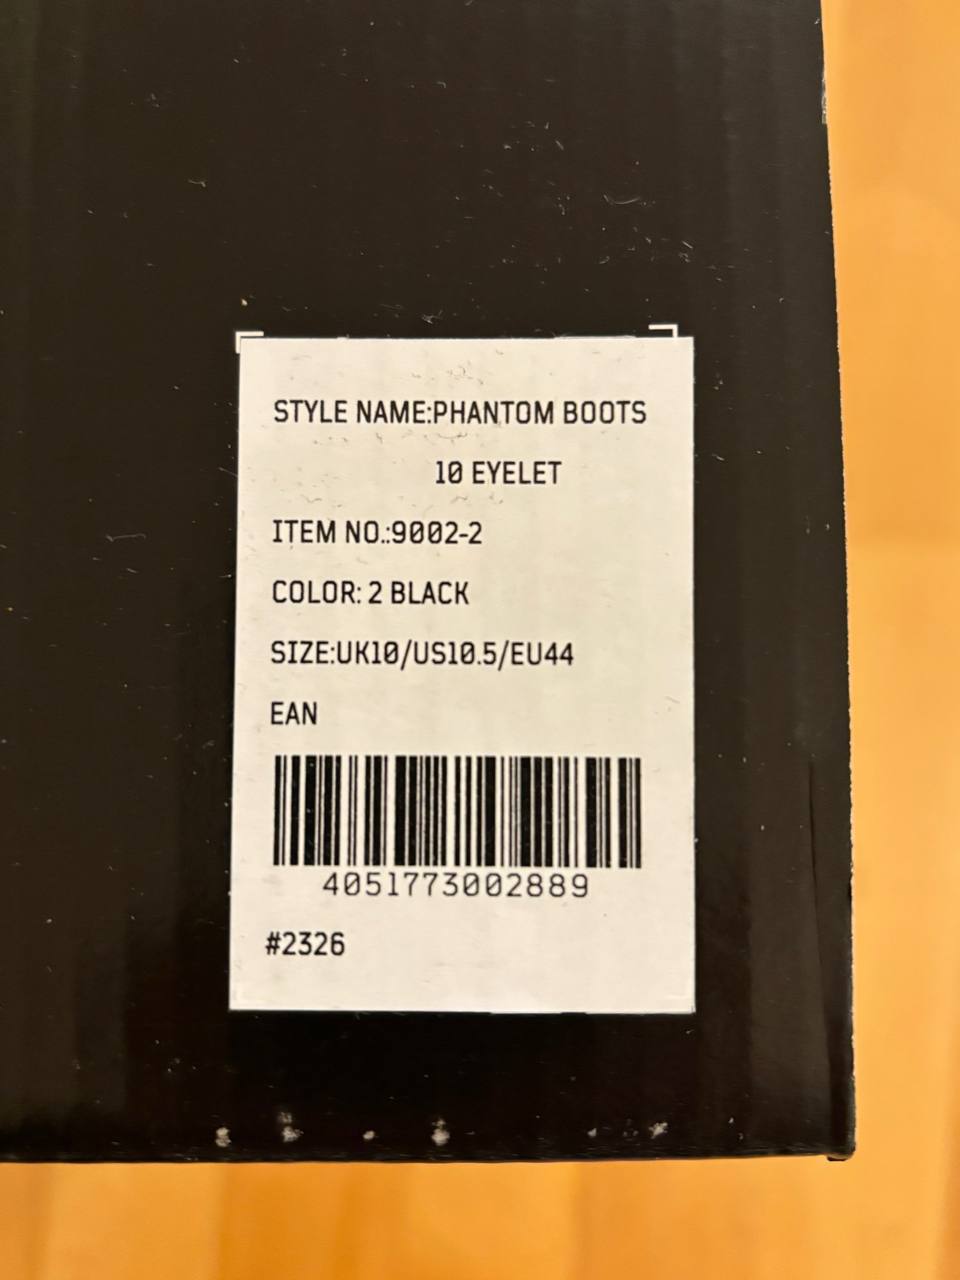 STYLE NAME:PHANTOM BOOTS
10 EYELET
ITEM NO.:9002-2
COLOR: 2 BLACK
SIZE:UK10/US10.5/EU44
EAN
4051773002889
#2326